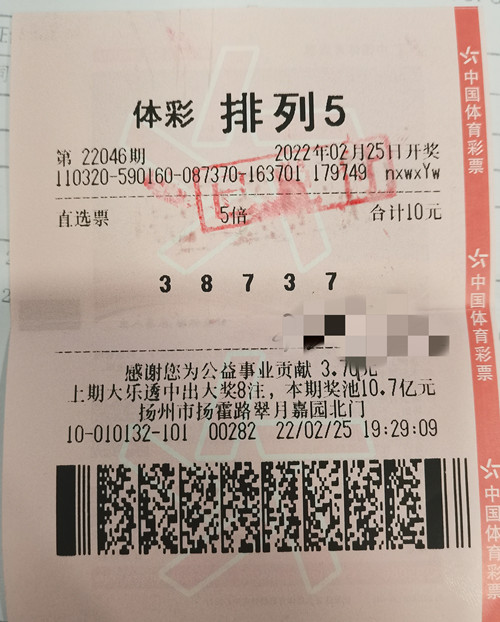 体彩 排列5
第 22046期 2022年02月25日开奖
110320-590160-087370-163701 179749 nxwxYw
直选票 5倍 合计10元
3 8 7 3 7
感谢您为公益事业贡献 3.70元
上期大乐透中出大奖8注，本期奖池10.7亿元
扬州市扬霍路翠月嘉园北门
10-010132-101 00282 22/02/25 19:29:09
中国体育彩票
中国体育彩票
中国体育彩票